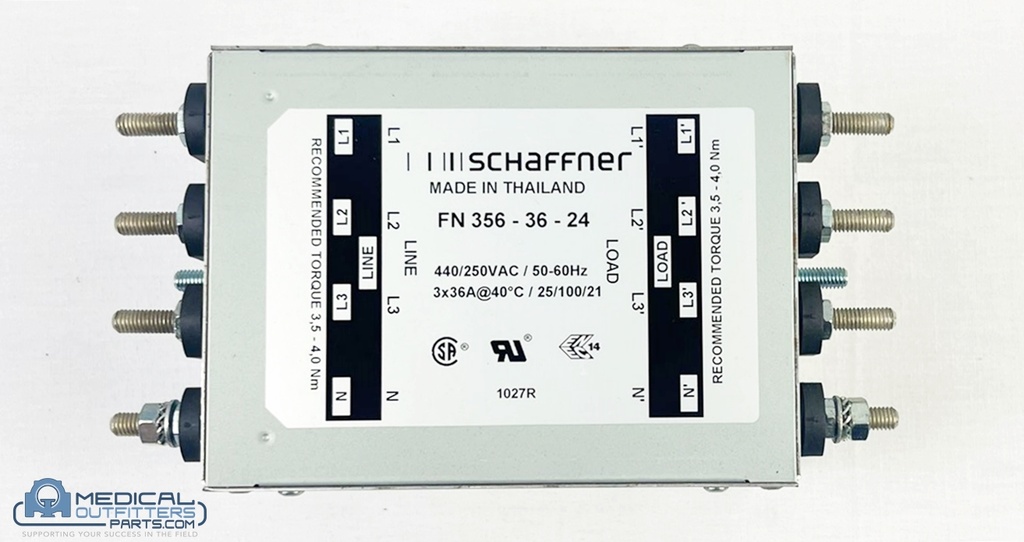 RECOMMENDED TORQUE 3,5 - 4,0 Nm
L1
L2
LINE
L3
N
L1
L2
LINE
L3
N
SCHAFFNER
MADE IN THAILAND
FN 356 - 36 - 24
440/250VAC / 50-60Hz
3x36A@40°C / 25/100/21
SA ®
RU ®
14
1027R
L1'
L2'
LOAD
L3'
N'
L1'
L2'
LOAD
L3'
N'
RECOMMENDED TORQUE 3,5 - 4,0 Nm
MEDICAL
OUTFITTERS
PARTS.COM
SUPPORTING YOUR SUCCESS IN THE FIELD